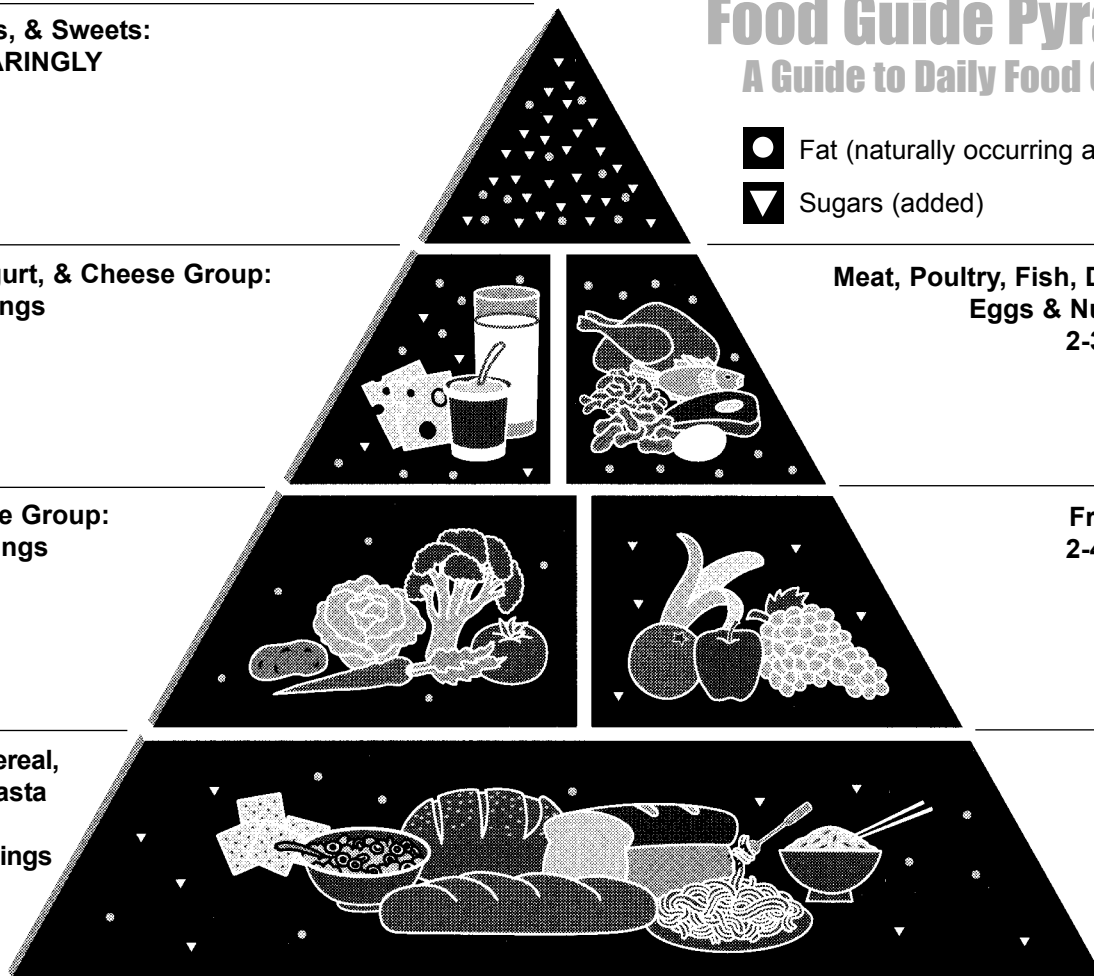 s, & Sweets:
ARINGLY
Food Guide Pyra
A Guide to Daily Food
Fat (naturally occurring a
Sugars (added)
gurt, & Cheese Group:
ngs
Meat, Poultry, Fish, D
Eggs & Nu
2-3
e Group:
ngs
Fr
2-4
ereal,
asta
ings